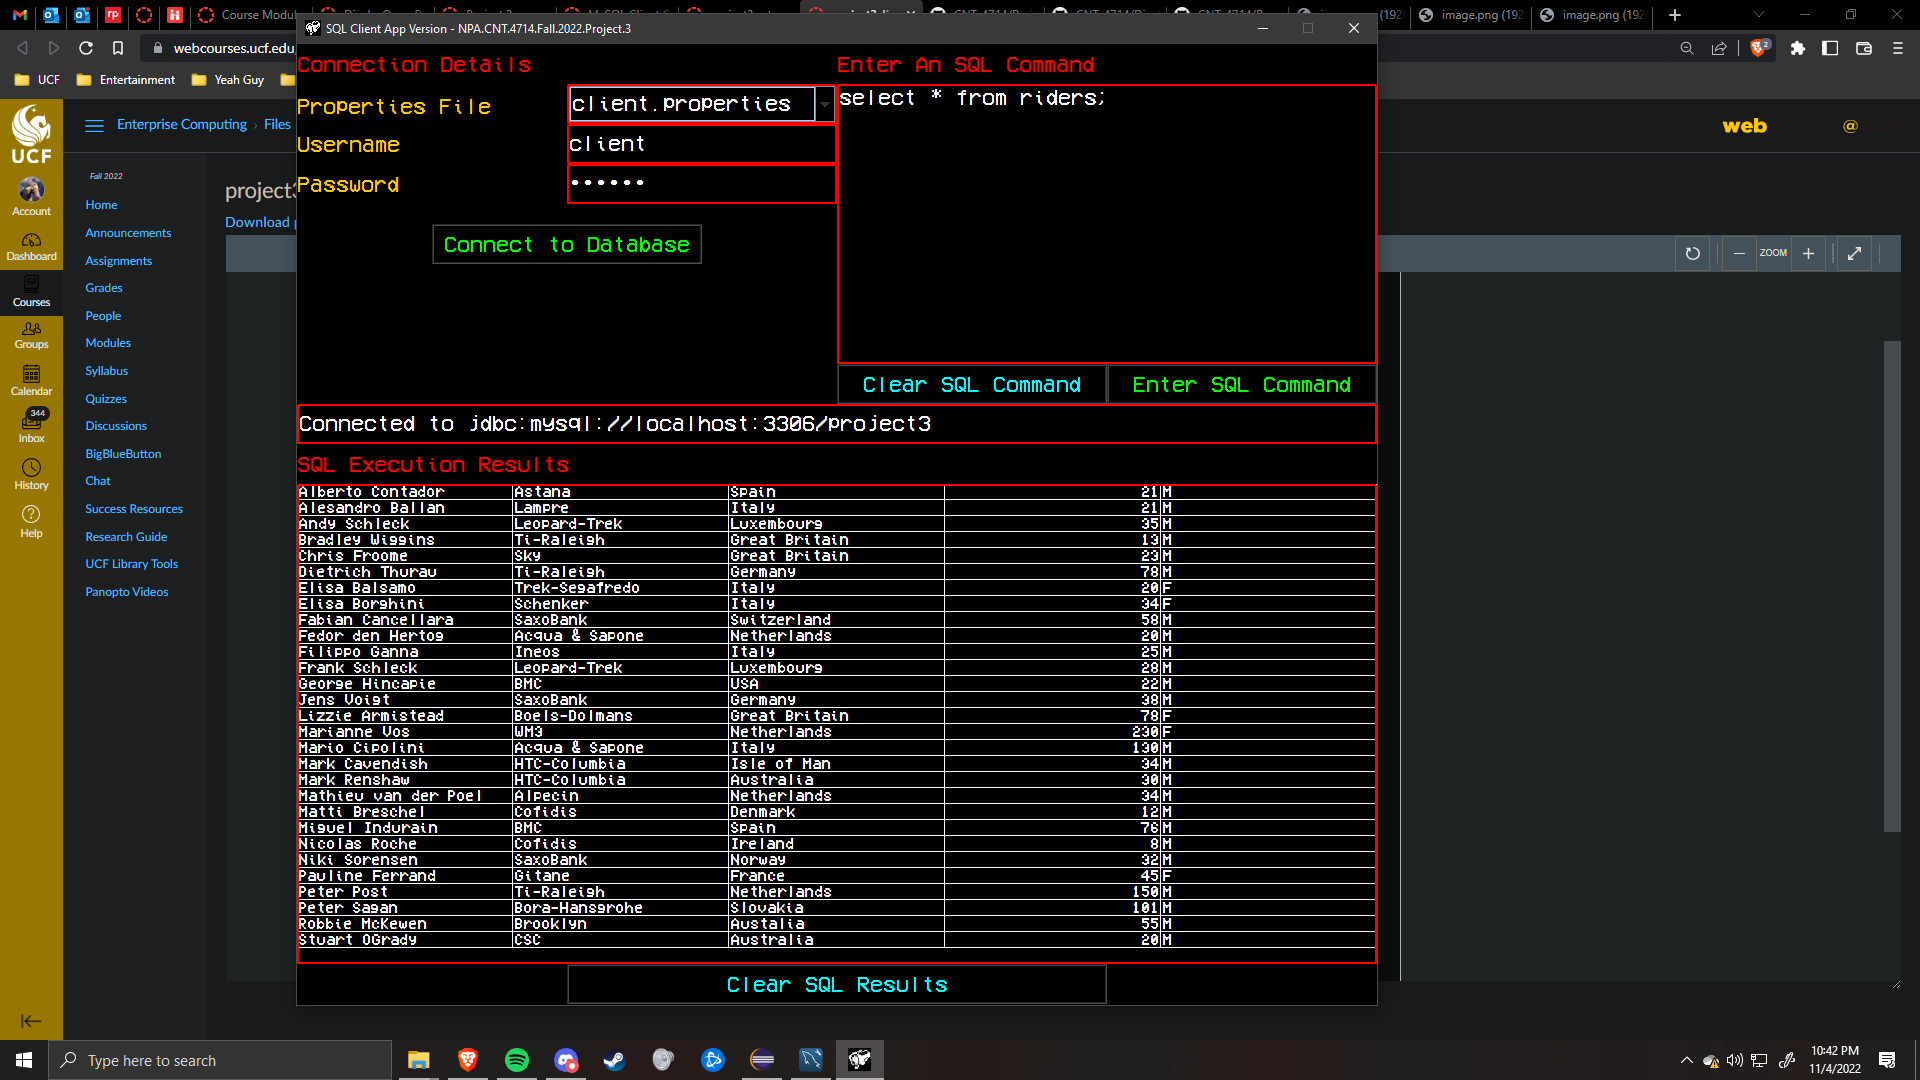 Course Modul
image.png (192
image.png (192
SQL Client App Version - NPA.CNT.4714.Fall.2022.Project.3
webcourses.ucf.edu
UCF
Entertainment
Yeah Guy
UCF
Account
Dashboard
Courses
Groups
Calendar
344
Inbox
History
Help
Enterprise Computing › Files
Fall 2022
Home
Announcements
Assignments
Grades
People
Modules
Syllabus
Quizzes
Discussions
BigBlueButton
Chat
Success Resources
Research Guide
UCF Library Tools
Panopto Videos
project3
Download
web
@
ZOOM
Connection Details
Properties File
client.properties
Username
client
Password
••••••
Connect to Database
Enter An SQL Command
select * from riders;
Clear SQL Command
Enter SQL Command
Connected to jdbc:mysql://localhost:3306/project3
SQL Execution Results
Alberto Contador Astana Spain 21 M
Alesandro Ballan Lampre Italy 21 M
Andy Schleck Leopard-Trek Luxembourg 35 M
Bradley Wiggins Ti-Raleigh Great Britain 13 M
Chris Froome Sky Great Britain 23 M
Dietrich Thurau Ti-Raleigh Germany 78 M
Elisa Balsamo Trek-Segafredo Italy 20 F
Elisa Borghini Schenker Italy 34 F
Fabian Cancellara SaxoBank Switzerland 58 M
Fedor den Hertog Acqua & Sapone Netherlands 20 M
Filippo Ganna Ineos Italy 25 M
Frank Schleck Leopard-Trek Luxembourg 28 M
George Hincapie BMC USA 22 M
Jens Voigt SaxoBank Germany 38 M
Lizzie Armistead Boels-Dolmans Great Britain 78 F
Marianne Vos WM3 Netherlands 230 F
Mario Cipolini Acqua & Sapone Italy 130 M
Mark Cavendish HTC-Columbia Isle of Man 34 M
Mark Renshaw HTC-Columbia Australia 30 M
Mathieu van der Poel Alpecin Netherlands 34 M
Matti Breschel Cofidis Denmark 12 M
Miguel Indurain BMC Spain 76 M
Nicolas Roche Cofidis Ireland 8 M
Niki Sorensen SaxoBank Norway 32 M
Pauline Ferrand Gitane France 45 F
Peter Post Ti-Raleigh Netherlands 150 M
Peter Sagan Bora-Hansgrohe Slovakia 101 M
Robbie McKewen Brooklyn Austalia 55 M
Stuart OGrady CSC Australia 20 M
Clear SQL Results
Type here to search
10:42 PM
11/4/2022